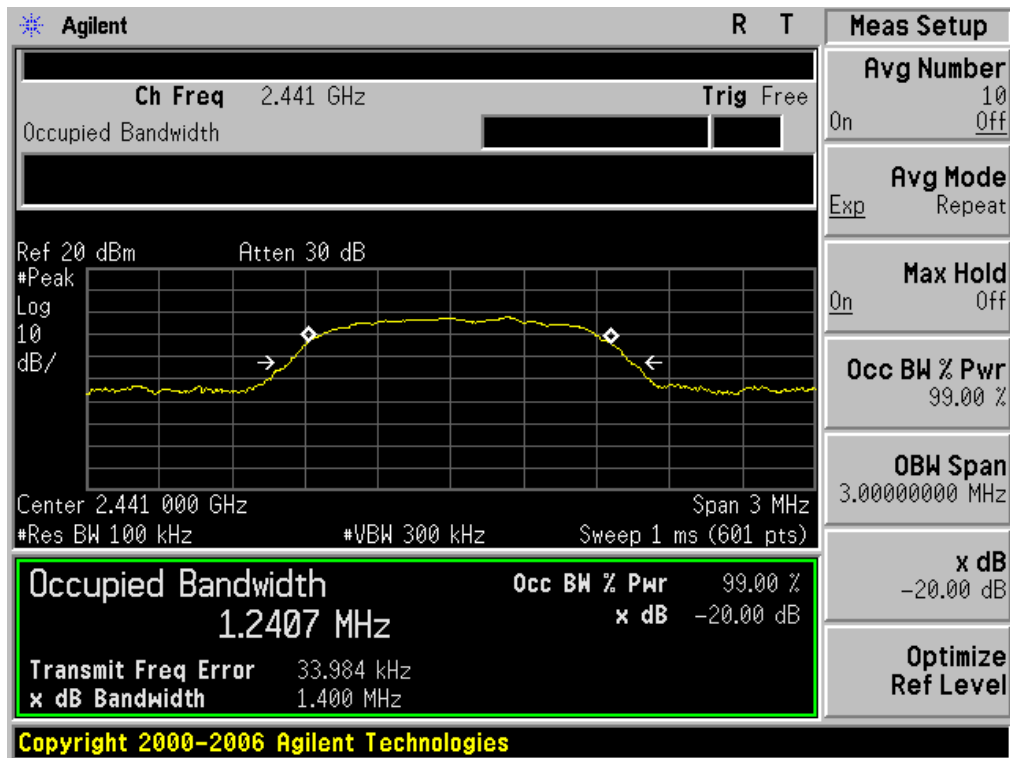 Agilent R T
Ch Freq 2.441 GHz Trig Free
Occupied Bandwidth
Ref 20 dBm Atten 30 dB
#Peak
Log
10
dB/
Center 2.441 000 GHz Span 3 MHz
#Res BW 100 kHz #VBW 300 kHz Sweep 1 ms (601 pts)
Occupied Bandwidth Occ BW % Pwr 99.00 %
1.2407 MHz x dB -20.00 dB
Transmit Freq Error 33.984 kHz
x dB Bandwidth 1.400 MHz
Copyright 2000-2006 Agilent Technologies
Meas Setup
Avg Number
10
On Off
Avg Mode
Exp Repeat
Max Hold
On Off
Occ BW % Pwr
99.00 %
OBW Span
3.00000000 MHz
x dB
-20.00 dB
Optimize
Ref Level